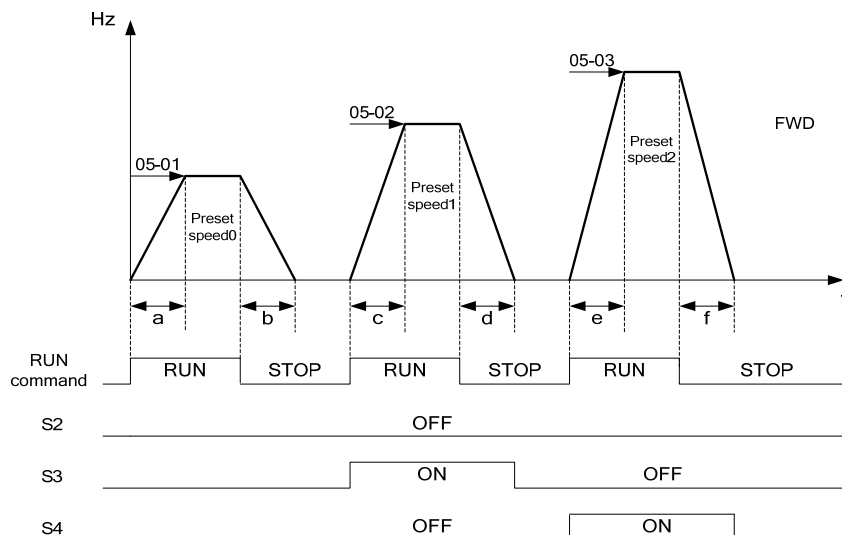 Hz
05-03
05-02
FWD
05-01
Preset
speed0
Preset
speed1
Preset
speed2
a b c d e f
RUN
command
RUN STOP RUN STOP RUN STOP
S2 OFF
S3 ON OFF
S4 OFF ON